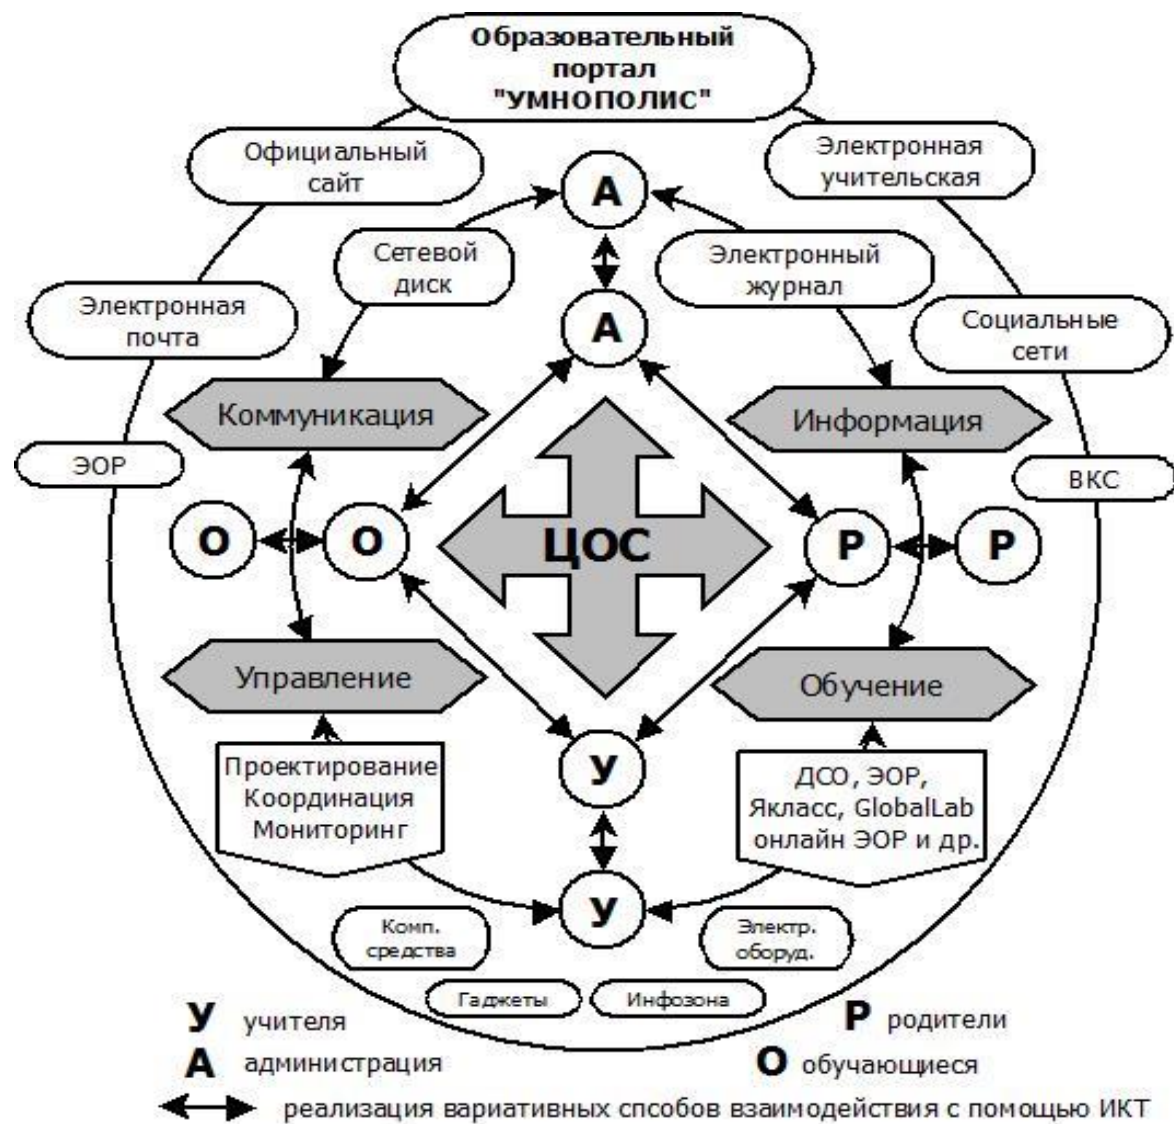 Образовательный
портал
"УМНОПОЛИС"
Официальный
сайт
Электронная
учительская
А
Сетевой
диск
Электронный
журнал
Электронная
почта
А
Социальные
сети
Коммуникация
Информация
ЭОР
ВКС
О
О
ЦОС
Р
Р
Управление
Обучение
Проектирование
Координация
Мониторинг
У
ДСО, ЭОР,
Якласс, GlobalLab
онлайн ЭОР и др.
У
Комп.
средства
Электр.
оборуд.
Гаджеты
Инфозона
У учителя
Р родители
А администрация
О обучающиеся
реализация вариативных спсобов взаимодействия с помощью ИКТ